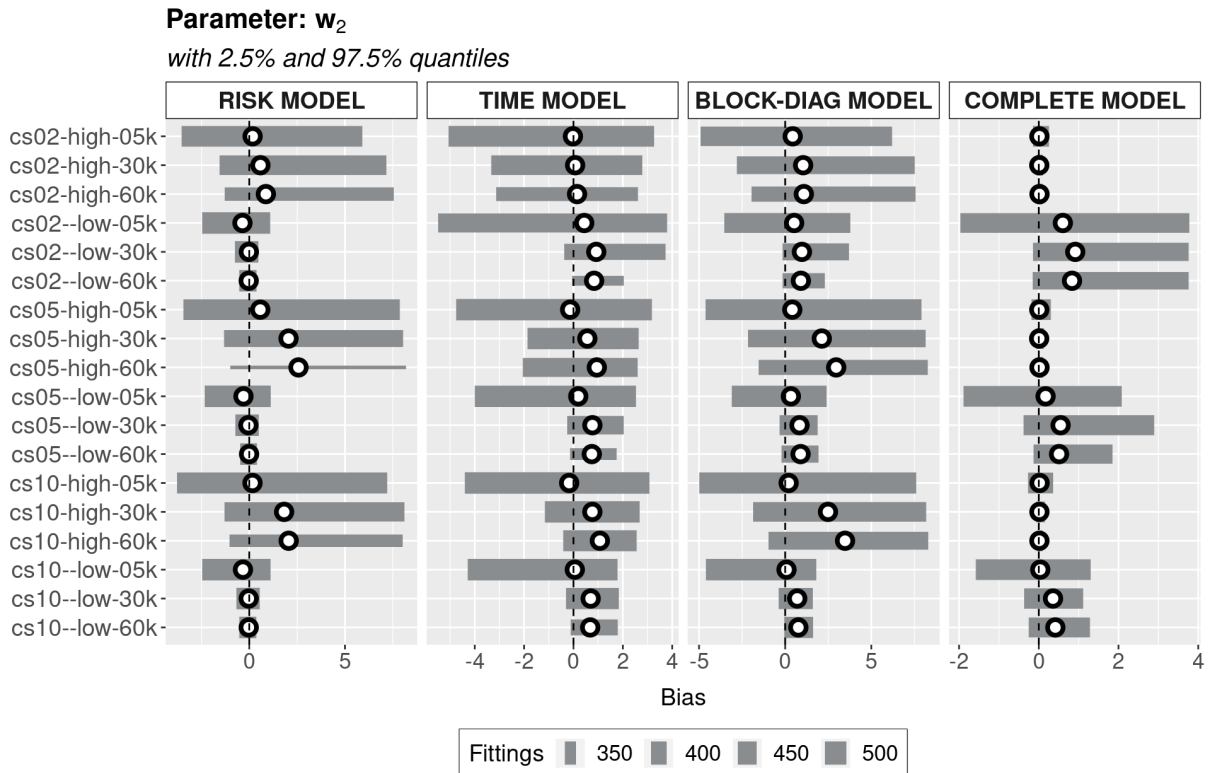 Parameter: w₂
with 2.5% and 97.5% quantiles
RISK MODEL TIME MODEL BLOCK-DIAG MODEL COMPLETE MODEL
cs02-high-05k
cs02-high-30k
cs02-high-60k
cs02--low-05k
cs02--low-30k
cs02--low-60k
cs05-high-05k
cs05-high-30k
cs05-high-60k
cs05--low-05k
cs05--low-30k
cs05--low-60k
cs10-high-05k
cs10-high-30k
cs10-high-60k
cs10--low-05k
cs10--low-30k
cs10--low-60k
0 5 -4 -2 0 2 4 -5 0 5 -2 0 2 4
Bias
Fittings 350 400 450 500